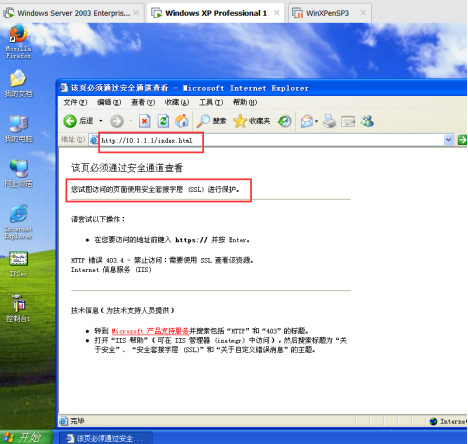 Windows Server 2003 Enterpris...
Windows XP Professional 1
WinXPenSP3
Mozilla Firefox
我的文档
我的电脑
网上邻居
Internet Explorer
IPSec
控制台1
该页必须通过安全通道查看 - Microsoft Internet Explorer
文件(F) 编辑(E) 查看(V) 收藏(A) 工具(T) 帮助(H)
后退 搜索 收藏夹
地址(D) http://10.1.1.1/index.html
该页必须通过安全通道查看
您试图访问的页面使用安全套接字层 (SSL) 进行保护。
请尝试以下操作：
• 在您要访问的地址前键入 https:// 并按 Enter。
HTTP 错误 403.4 - 禁止访问：需要使用 SSL 查看该资源。
Internet 信息服务 (IIS)
技术信息（为技术支持人员提供）
• 转到 Microsoft 产品支持服务并搜索包括“HTTP”和“403”的标题。
• 打开“IIS 帮助”（可在 IIS 管理器 (inetmgr) 中访问），然后搜索标题为“关
于安全”、“安全套接字层 (SSL)”和“关于自定义错误消息”的主题。
完毕
Interne
开始
该页必须通过安全...